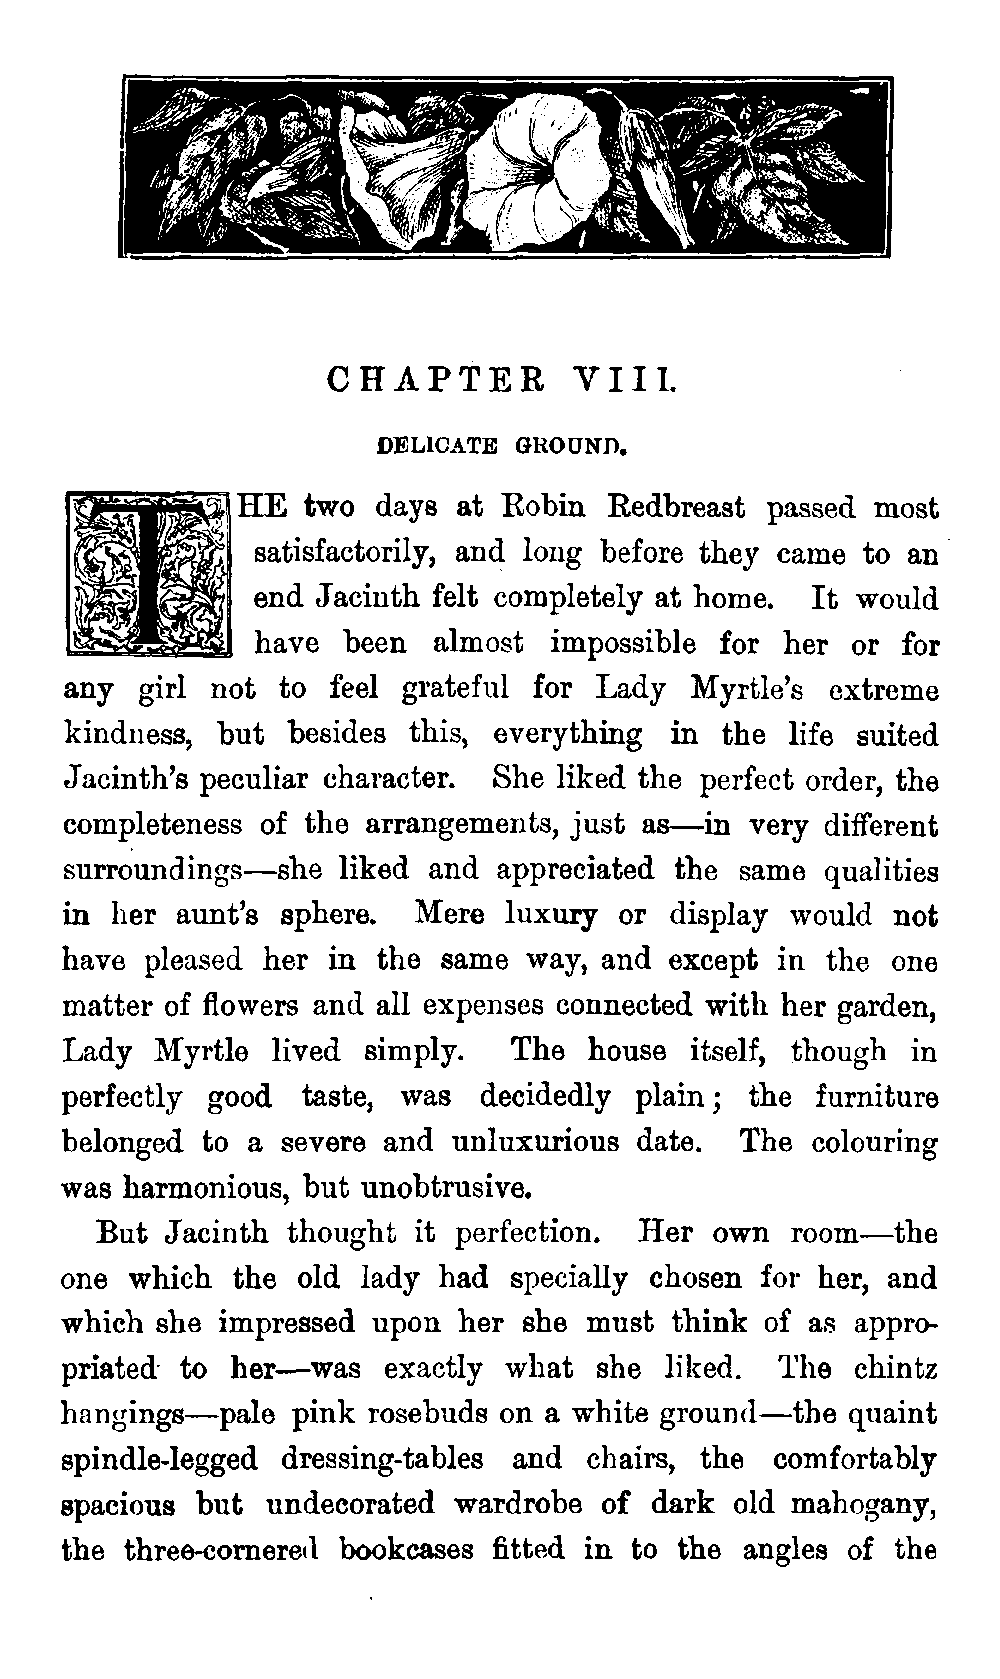 CHAPTER VIII.
DELICATE GROUND.
THE two days at Robin Redbreast passed most
satisfactorily, and long before they came to an
end Jacinth felt completely at home. It would
have been almost impossible for her or for
any girl not to feel grateful for Lady Myrtle's extreme
kindness, but besides this, everything in the life suited
Jacinth's peculiar character. She liked the perfect order, the
completeness of the arrangements, just as—in very different
surroundings—she liked and appreciated the same qualities
in her aunt's sphere. Mere luxury or display would not
have pleased her in the same way, and except in the one
matter of flowers and all expenses connected with her garden,
Lady Myrtle lived simply. The house itself, though in
perfectly good taste, was decidedly plain; the furniture
belonged to a severe and unluxurious date. The colouring
was harmonious, but unobtrusive.
But Jacinth thought it perfection. Her own room—the
one which the old lady had specially chosen for her, and
which she impressed upon her she must think of as appro-
priated to her—was exactly what she liked. The chintz
hangings—pale pink rosebuds on a white ground—the quaint
spindle-legged dressing-tables and chairs, the comfortably
spacious but undecorated wardrobe of dark old mahogany,
the three-cornered bookcases fitted in to the angles of the